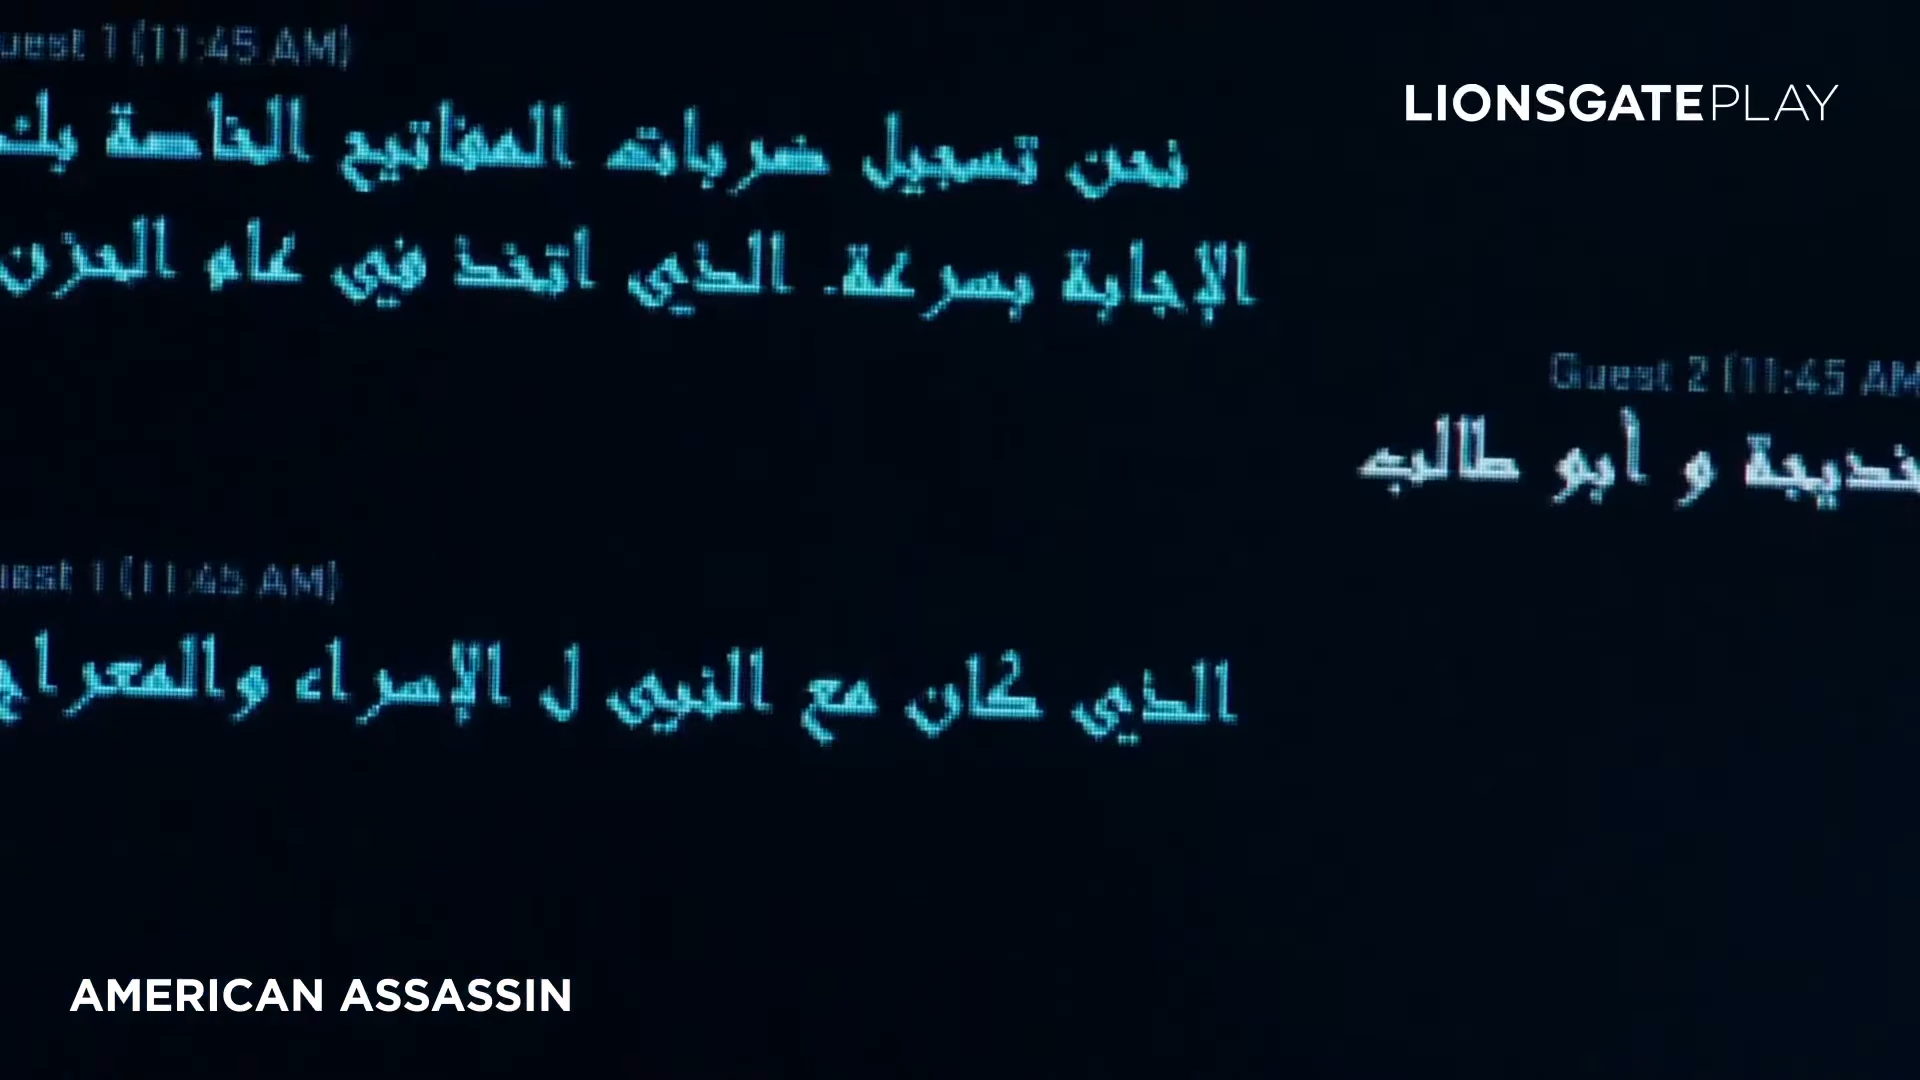 uest 1 (11:45 AM)
LIONSGATEPLAY
نحن تسجيل ضربات المفاتيح الخاصة بك
الإجابة بسرعة. الذي اتخذ في عام الحزن
Guest 2 (11:45 AM
خديجة و أبو طالب
uest 1 (11:45 AM)
الذي كان مع النبي ل الإسراء والمعراج
AMERICAN ASSASSIN